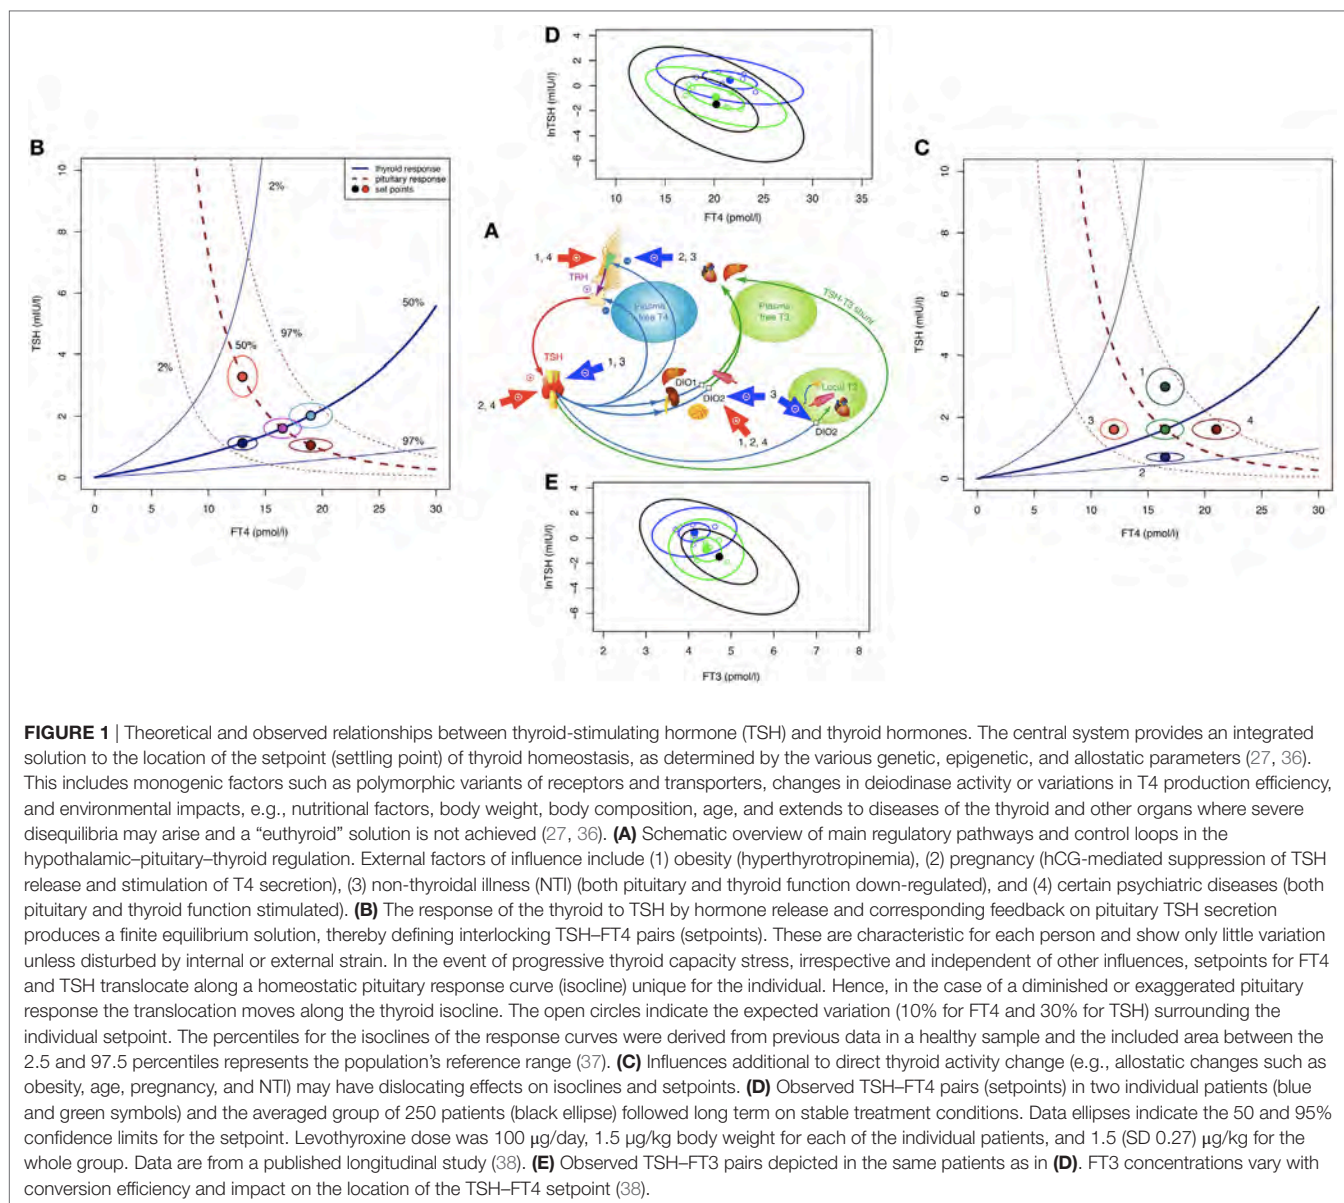 D
lnTSH (mIU/l)
4
2
0
−2
−4
−6
10 15 20 25 30 35
FT4 (pmol/l)
B
TSH (mIU/l)
10
8
6
4
2
0
thyroid response
pituitary response
set points
2%
50%
97%
50%
2%
97%
0 5 10 15 20 25 30
FT4 (pmol/l)
A
1, 4
2, 3
TRH
Plasma
free T4
Plasma
free T3
TSH-T3 shunt
TSH
1, 3
2, 4
DIO1
DIO2
3
Local T3
DIO2
1, 2, 4
C
TSH (mIU/l)
10
8
6
4
2
0
1
3
4
2
0 5 10 15 20 25 30
FT4 (pmol/l)
E
lnTSH (mIU/l)
4
2
0
−2
−4
−6
2 3 4 5 6 7 8
FT3 (pmol/l)
FIGURE 1 | Theoretical and observed relationships between thyroid-stimulating hormone (TSH) and thyroid hormones. The central system provides an integrated
solution to the location of the setpoint (settling point) of thyroid homeostasis, as determined by the various genetic, epigenetic, and allostatic parameters (27, 36).
This includes monogenic factors such as polymorphic variants of receptors and transporters, changes in deiodinase activity or variations in T4 production efficiency,
and environmental impacts, e.g., nutritional factors, body weight, body composition, age, and extends to diseases of the thyroid and other organs where severe
disequilibria may arise and a “euthyroid” solution is not achieved (27, 36). (A) Schematic overview of main regulatory pathways and control loops in the
hypothalamic–pituitary–thyroid regulation. External factors of influence include (1) obesity (hyperthyrotropinemia), (2) pregnancy (hCG-mediated suppression of TSH
release and stimulation of T4 secretion), (3) non-thyroidal illness (NTI) (both pituitary and thyroid function down-regulated), and (4) certain psychiatric diseases (both
pituitary and thyroid function stimulated). (B) The response of the thyroid to TSH by hormone release and corresponding feedback on pituitary TSH secretion
produces a finite equilibrium solution, thereby defining interlocking TSH–FT4 pairs (setpoints). These are characteristic for each person and show only little variation
unless disturbed by internal or external strain. In the event of progressive thyroid capacity stress, irrespective and independent of other influences, setpoints for FT4
and TSH translocate along a homeostatic pituitary response curve (isocline) unique for the individual. Hence, in the case of a diminished or exaggerated pituitary
response the translocation moves along the thyroid isocline. The open circles indicate the expected variation (10% for FT4 and 30% for TSH) surrounding the
individual setpoint. The percentiles for the isoclines of the response curves were derived from previous data in a healthy sample and the included area between the
2.5 and 97.5 percentiles represents the population’s reference range (37). (C) Influences additional to direct thyroid activity change (e.g., allostatic changes such as
obesity, age, pregnancy, and NTI) may have dislocating effects on isoclines and setpoints. (D) Observed TSH–FT4 pairs (setpoints) in two individual patients (blue
and green symbols) and the averaged group of 250 patients (black ellipse) followed long term on stable treatment conditions. Data ellipses indicate the 50 and 95%
confidence limits for the setpoint. Levothyroxine dose was 100 μg/day, 1.5 μg/kg body weight for each of the individual patients, and 1.5 (SD 0.27) μg/kg for the
whole group. Data are from a published longitudinal study (38). (E) Observed TSH–FT3 pairs depicted in the same patients as in (D). FT3 concentrations vary with
conversion efficiency and impact on the location of the TSH–FT4 setpoint (38).